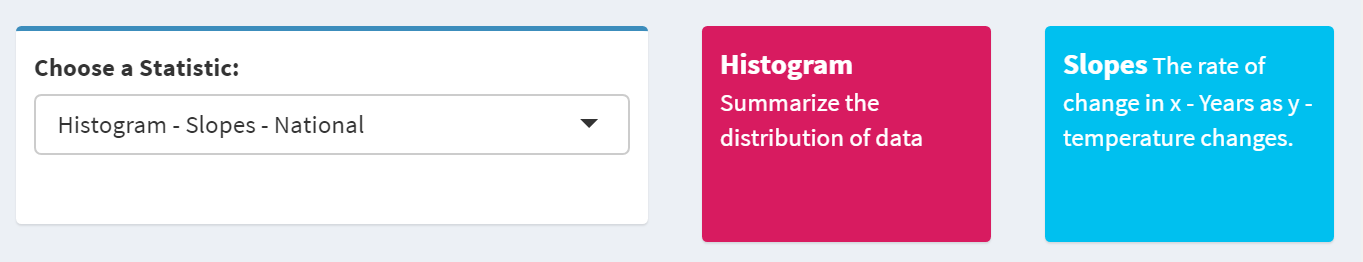 Choose a Statistic:
Histogram - Slopes - National
Histogram
Summarize the
distribution of data
Slopes The rate of
change in x - Years as y -
temperature changes.